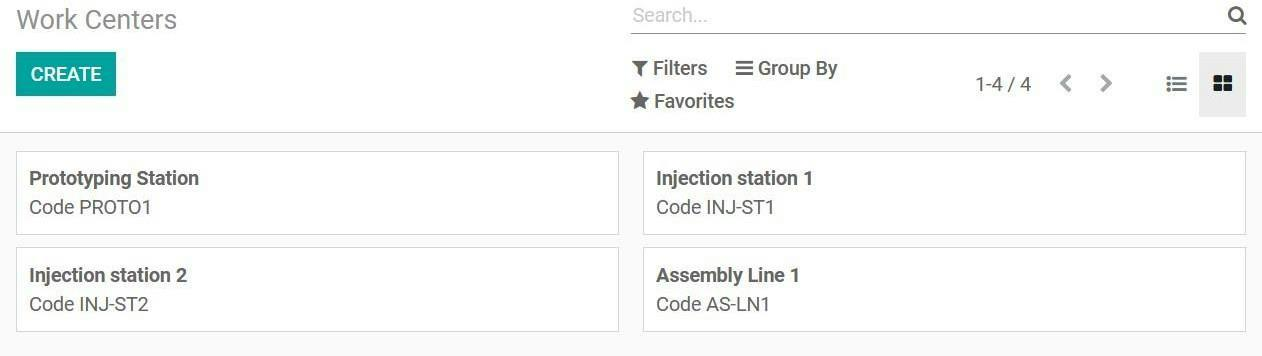 Work Centers
Search...
CREATE
Filters Group By
Favorites
1-4 / 4
Prototyping Station
Code PROTO1
Injection station 1
Code INJ-ST1
Injection station 2
Code INJ-ST2
Assembly Line 1
Code AS-LN1